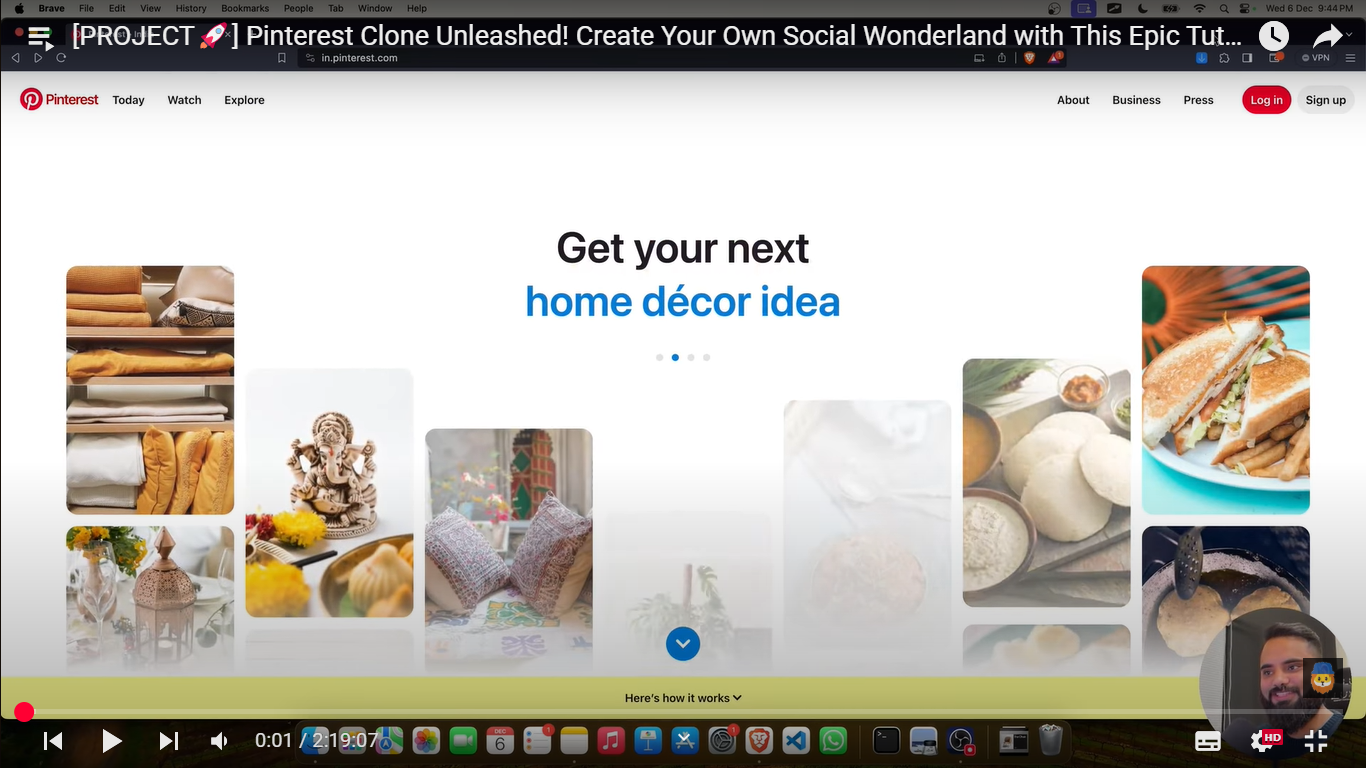 Brave File Edit View History Bookmarks People Tab Window Help
Wed 6 Dec 9:44 PM
[PROJECT 🚀] Pinterest Clone Unleashed! Create Your Own Social Wonderland with This Epic Tut...
in.pinterest.com
VPN
Pinterest Today Watch Explore About Business Press Log in Sign up
Get your next
home décor idea
Here's how it works
0:01 / 2:19:07
DEC
6
1
1
HD